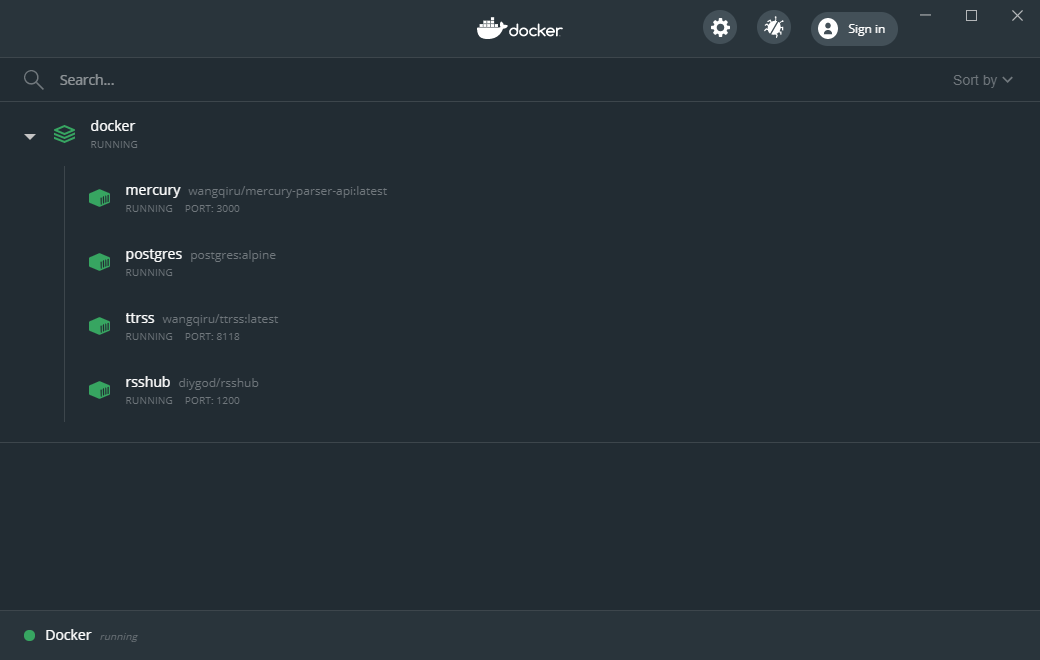 docker
Sign in
Search...
Sort by
docker
RUNNING
mercury wangqiru/mercury-parser-api:latest
RUNNING PORT: 3000
postgres postgres:alpine
RUNNING
ttrss wangqiru/ttrss:latest
RUNNING PORT: 8118
rsshub diygod/rsshub
RUNNING PORT: 1200
Docker running